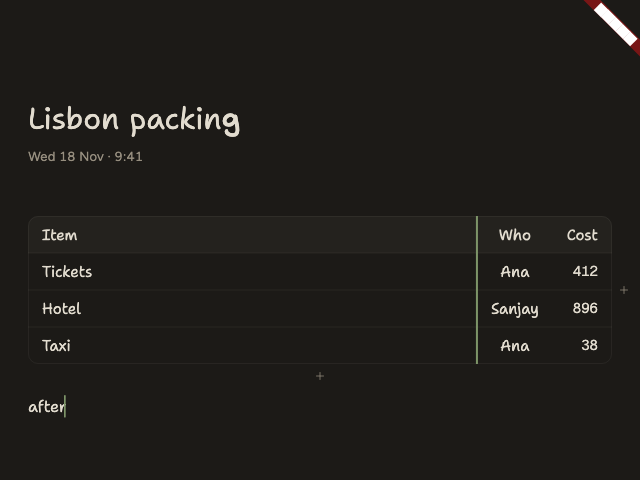 Lisbon packing
Wed 18 Nov · 9:41
Item Who Cost
Tickets Ana 412
Hotel Sanjay 896
Taxi Ana 38
+
+
after